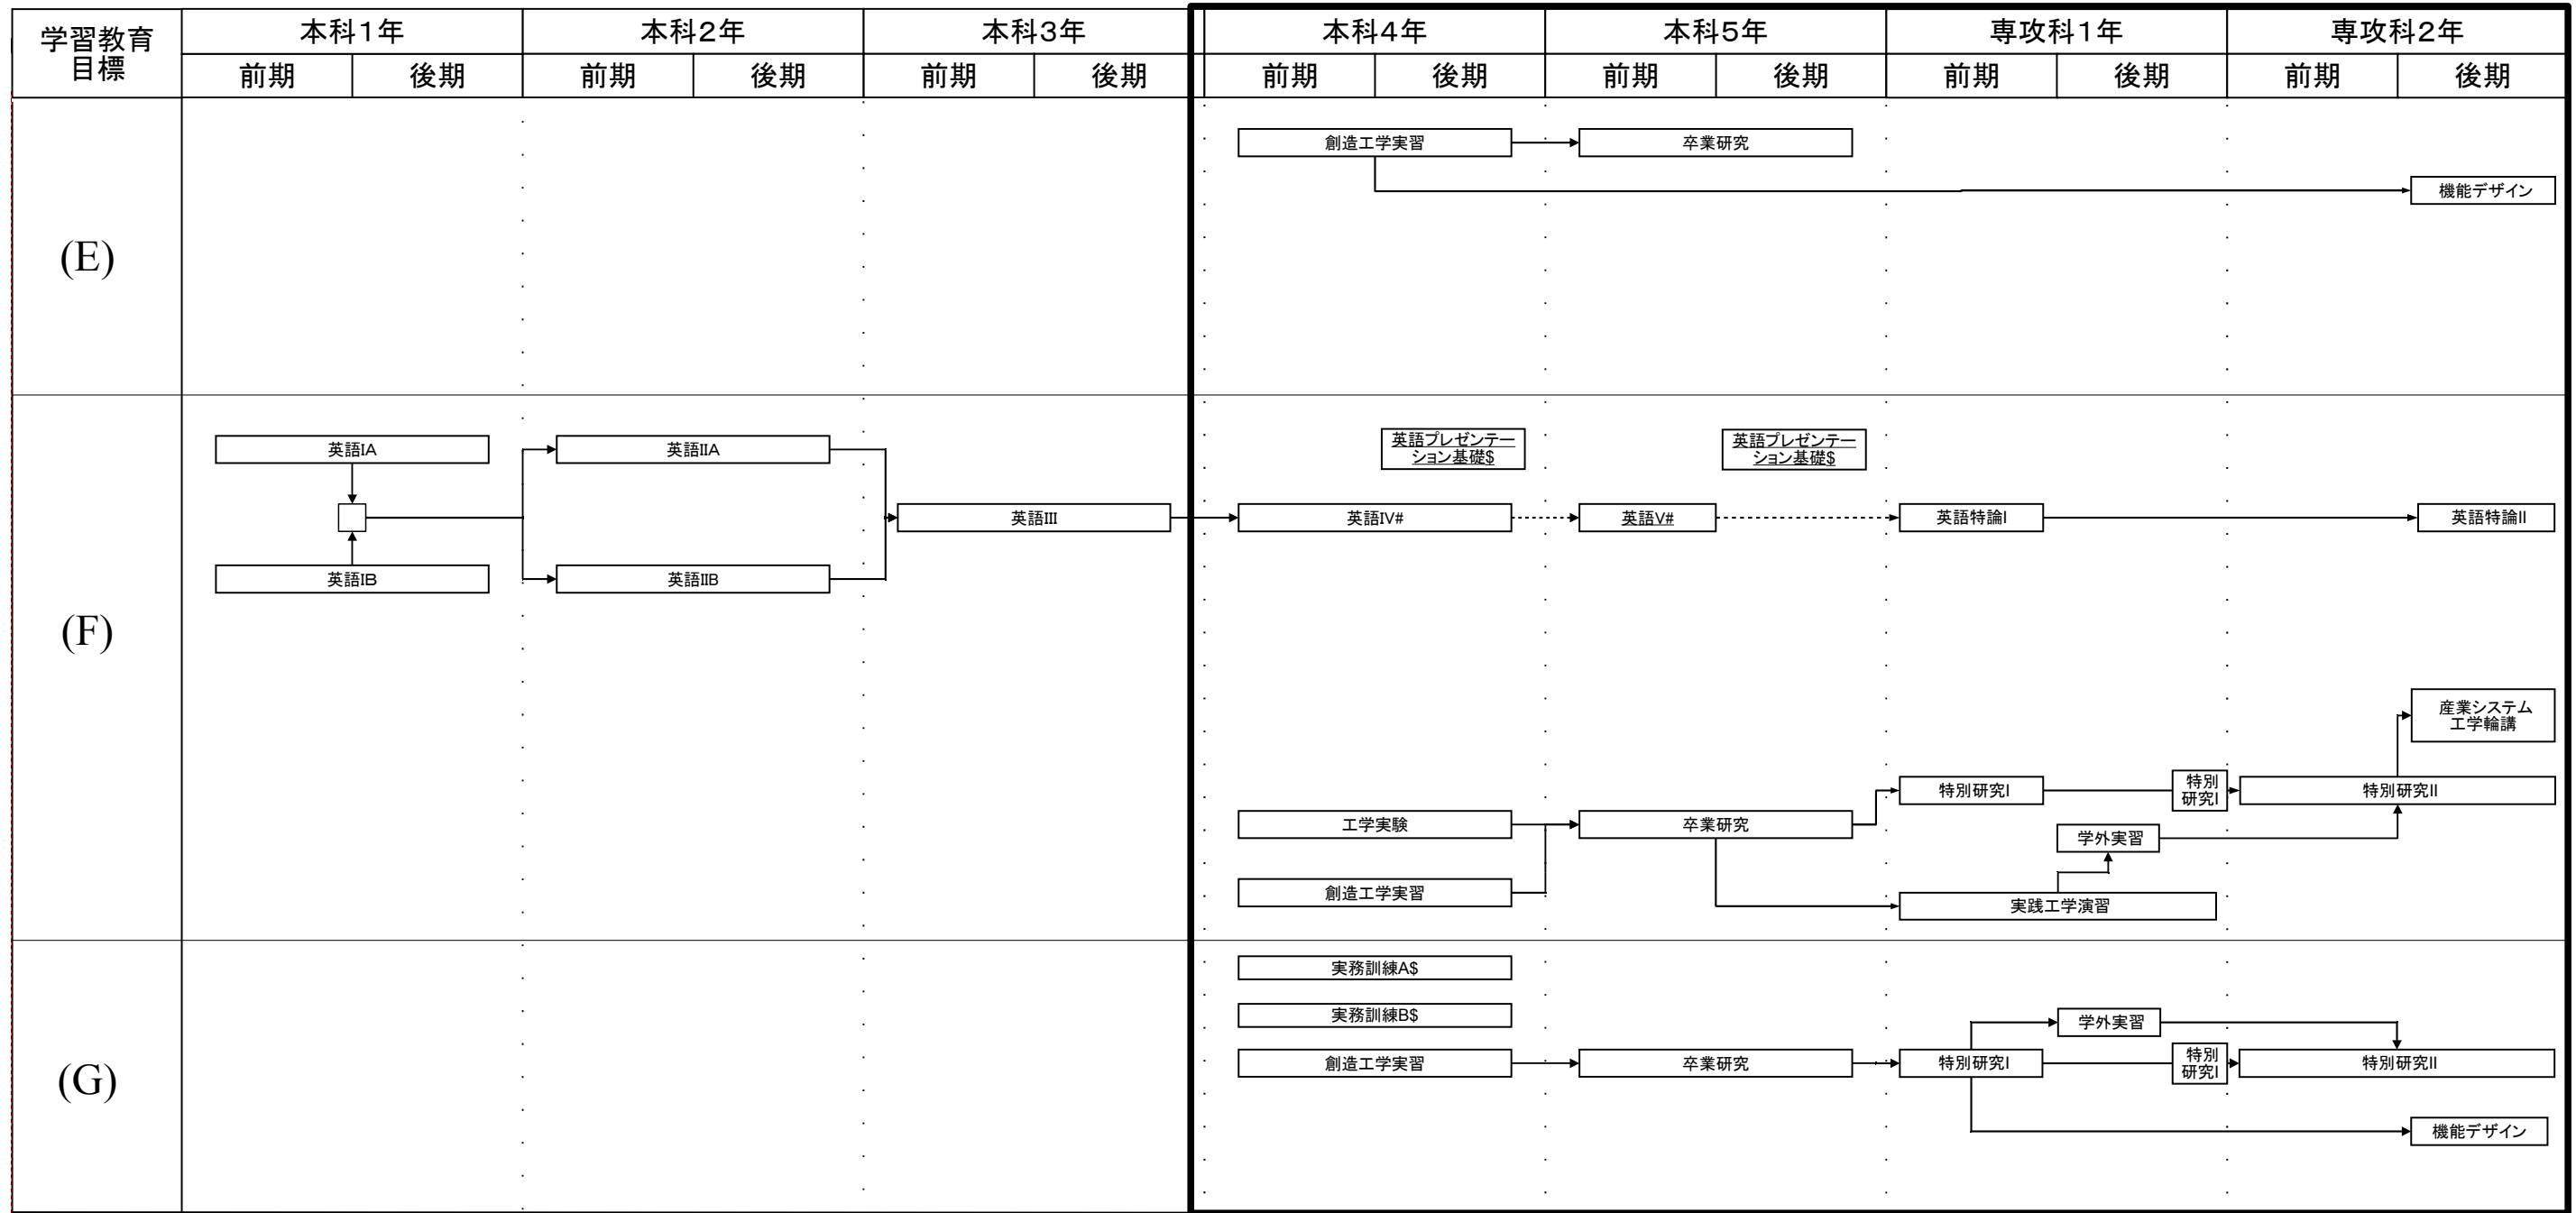 学習教育
目標
本科1年
本科2年
本科3年
本科4年
本科5年
専攻科1年
専攻科2年
前期
後期
前期
後期
前期
後期
前期
後期
前期
後期
前期
後期
前期
後期
(E)
創造工学実習
卒業研究
機能デザイン
(F)
英語IA
英語IIA
英語プレゼンテー
ション基礎$
英語プレゼンテー
ション基礎$
英語III
英語IV#
英語V#
英語特論I
英語特論II
英語IB
英語IIB
産業システム
工学輪講
特別研究I
特別
研究I
特別研究II
工学実験
卒業研究
学外実習
創造工学実習
実践工学演習
(G)
実務訓練A$
実務訓練B$
学外実習
創造工学実習
卒業研究
特別研究I
特別
研究I
特別研究II
機能デザイン